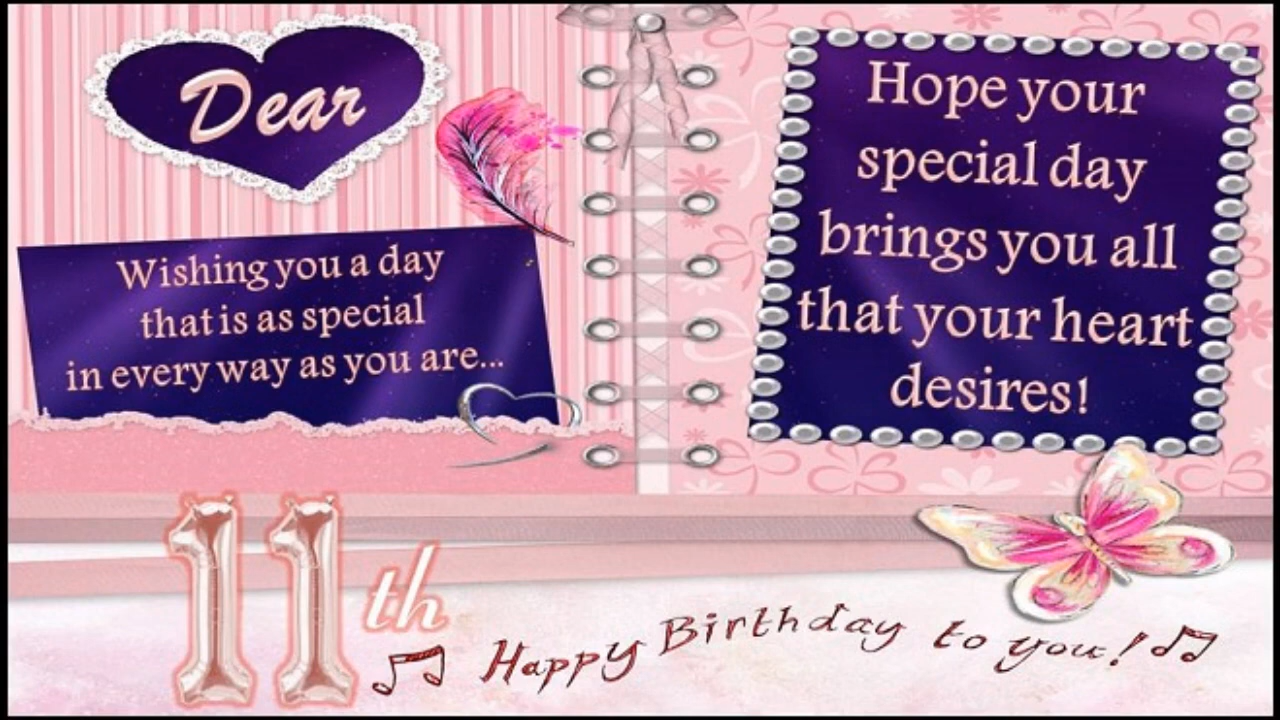 Dear
Wishing you a day
that is as special
in every way as you are...
Hope your
special day
brings you all
that your heart
desires!
11th
♫ Happy Birthday to you! ♫